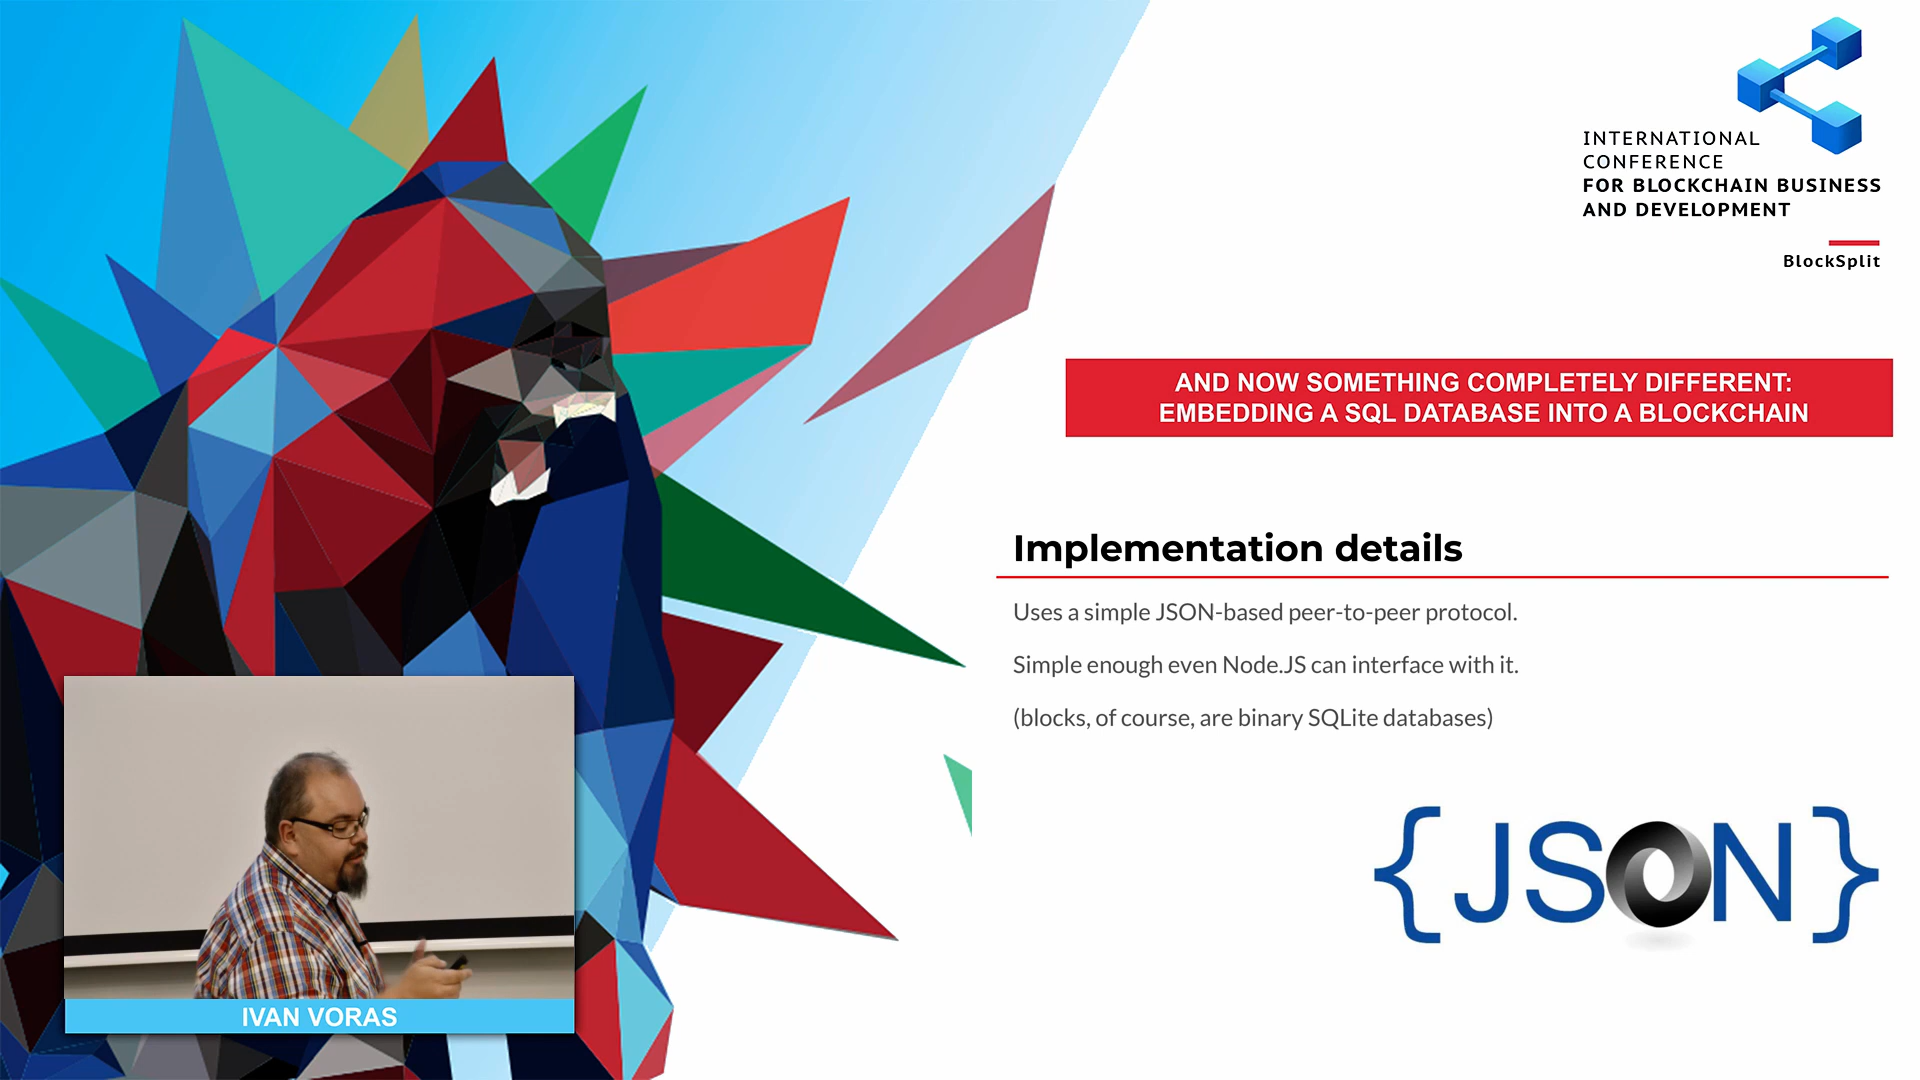 INTERNATIONAL
CONFERENCE
FOR BLOCKCHAIN BUSINESS
AND DEVELOPMENT
BlockSplit
AND NOW SOMETHING COMPLETELY DIFFERENT:
EMBEDDING A SQL DATABASE INTO A BLOCKCHAIN
Implementation details
Uses a simple JSON-based peer-to-peer protocol.
Simple enough even Node.JS can interface with it.
(blocks, of course, are binary SQLite databases)
{JSON}
IVAN VORAS